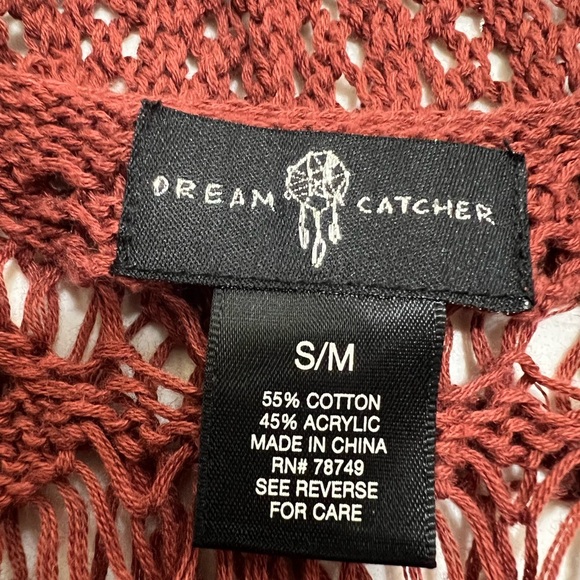 DREAM CATCHER
S/M
55% COTTON
45% ACRYLIC
MADE IN CHINA
RN# 78749
SEE REVERSE
FOR CARE